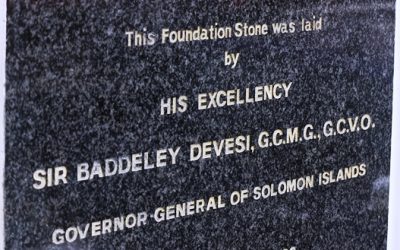 This Foundation Stone was laid
by
HIS EXCELLENCY
SIR BADDELEY DEVESI, G.C.M.G., G.C.V.O.
GOVERNOR GENERAL OF SOLOMON ISLANDS